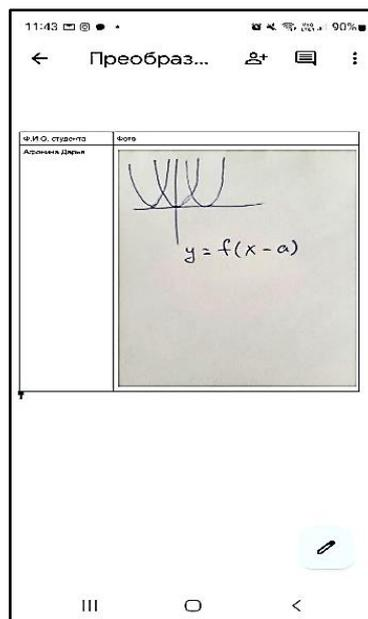 11:43
90%
Преобраз...
Ф.И.О. студента
Фото
Агронина Дарья
y = f(x - a)